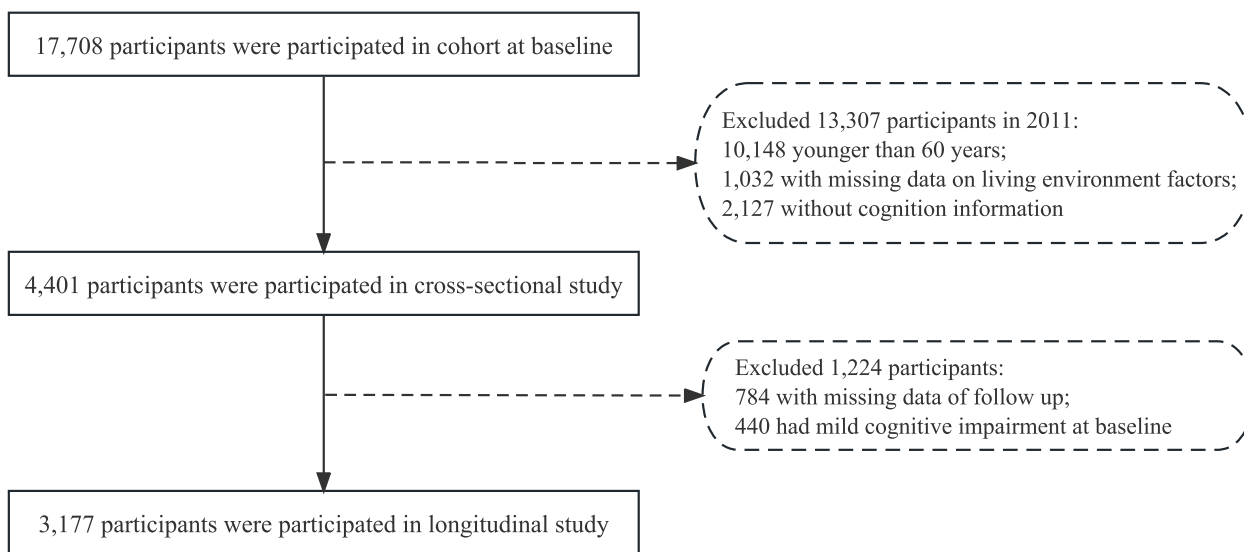 17,708 participants were participated in cohort at baseline
Excluded 13,307 participants in 2011:
10,148 younger than 60 years;
1,032 with missing data on living environment factors;
2,127 without cognition information
4,401 participants were participated in cross-sectional study
Excluded 1,224 participants:
784 with missing data of follow up;
440 had mild cognitive impairment at baseline
3,177 participants were participated in longitudinal study